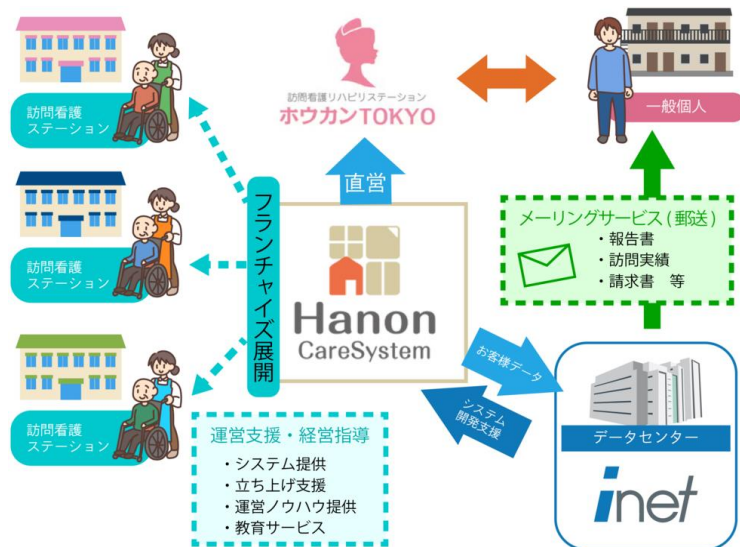 訪問看護
ステーション
訪問看護
ステーション
訪問看護
ステーション
フランチャイズ展開
訪問看護リハビリステーション
ホウカンTOKYO
直営
Hanon
CareSystem
一般個人
メーリングサービス(郵送)
・報告書
・訪問実績
・請求書 等
お客様データ
システム
開発支援
データセンター
inet
運営支援・経営指導
・システム提供
・立ち上げ支援
・運営ノウハウ提供
・教育サービス